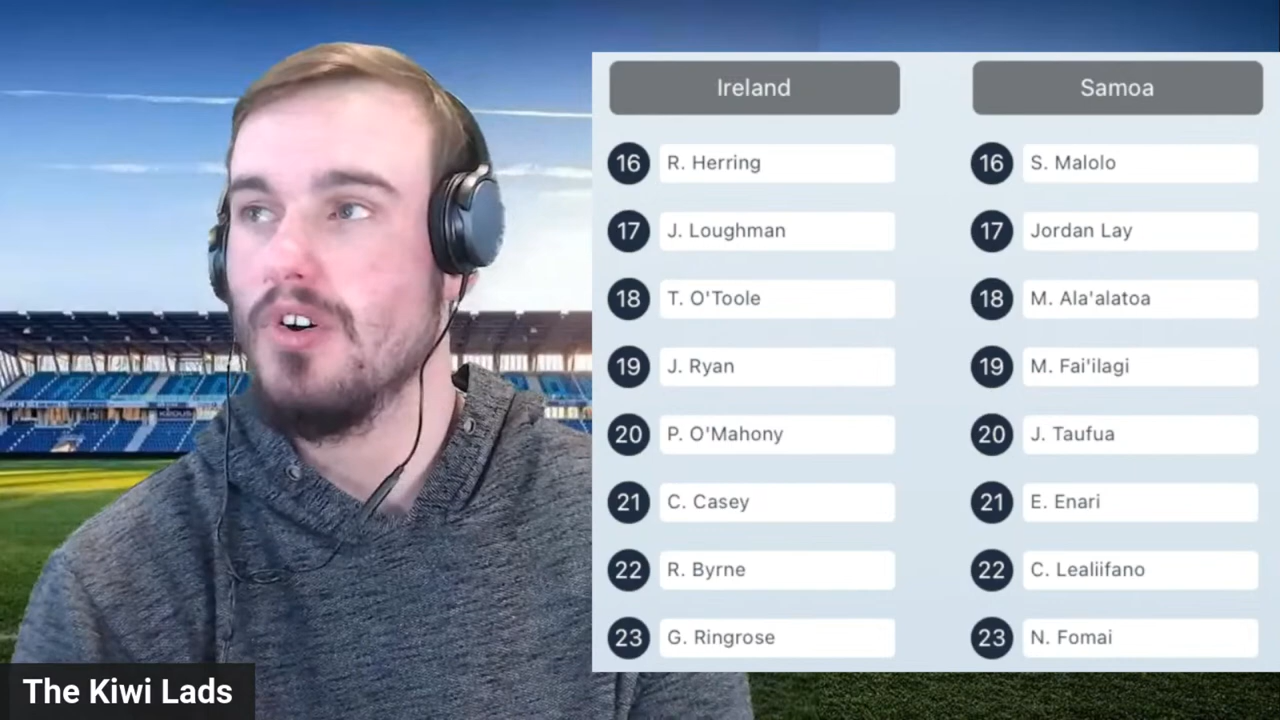 Ireland
16 R. Herring
17 J. Loughman
18 T. O'Toole
19 J. Ryan
20 P. O'Mahony
21 C. Casey
22 R. Byrne
23 G. Ringrose
Samoa
16 S. Malolo
17 Jordan Lay
18 M. Ala'alatoa
19 M. Fai'ilagi
20 J. Taufua
21 E. Enari
22 C. Lealiifano
23 N. Fomai
The Kiwi Lads